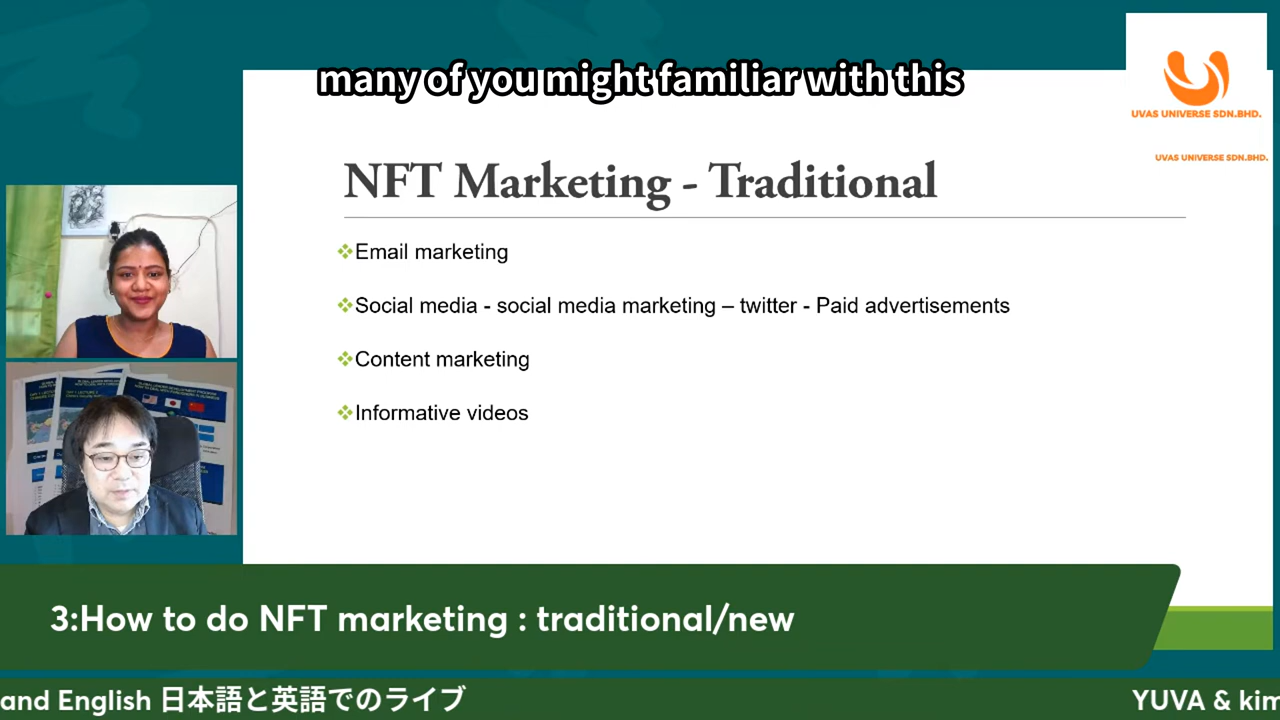 many of you might familiar with this
UVAS UNIVERSE SDN.BHD.
UVAS UNIVERSE SDN.BHD.
NFT Marketing - Traditional
Email marketing
Social media - social media marketing – twitter - Paid advertisements
Content marketing
Informative videos
3:How to do NFT marketing : traditional/new
and English 日本語と英語でのライブ
YUVA & kim